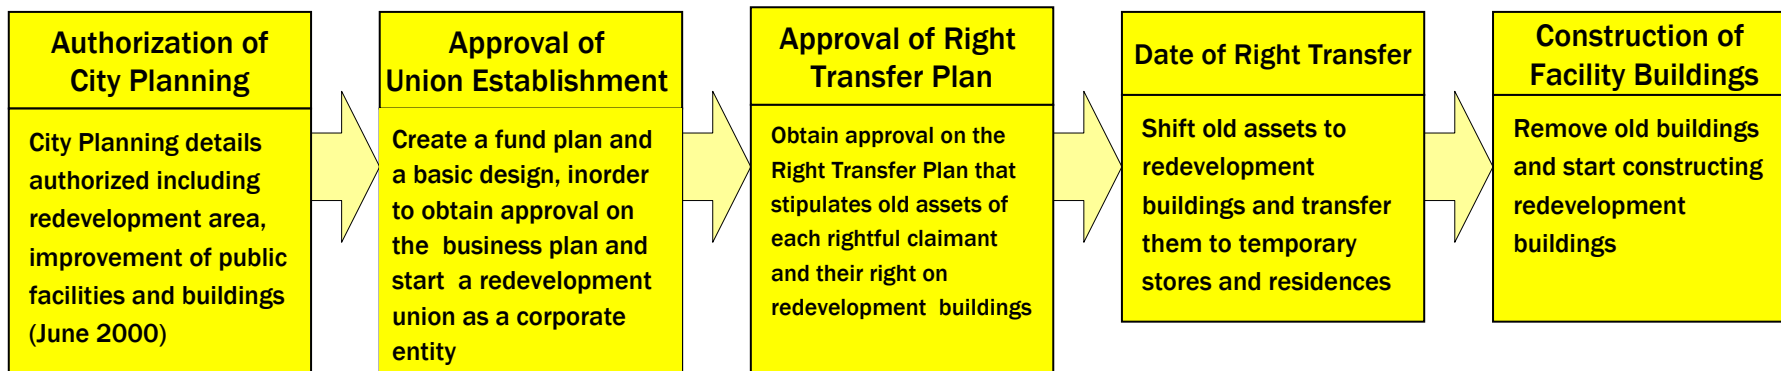 Authorization of
City Planning
City Planning details
authorized including
redevelopment area,
improvement of public
facilities and buildings
(June 2000)
Approval of
Union Establishment
Create a fund plan and
a basic design, inorder
to obtain approval on
the business plan and
start a redevelopment
union as a corporate
entity
Approval of Right
Transfer Plan
Obtain approval on the
Right Transfer Plan that
stipulates old assets of
each rightful claimant
and their right on
redevelopment buildings
Date of Right Transfer
Shift old assets to
redevelopment
buildings and transfer
them to temporary
stores and residences
Construction of
Facility Buildings
Remove old buildings
and start constructing
redevelopment
buildings